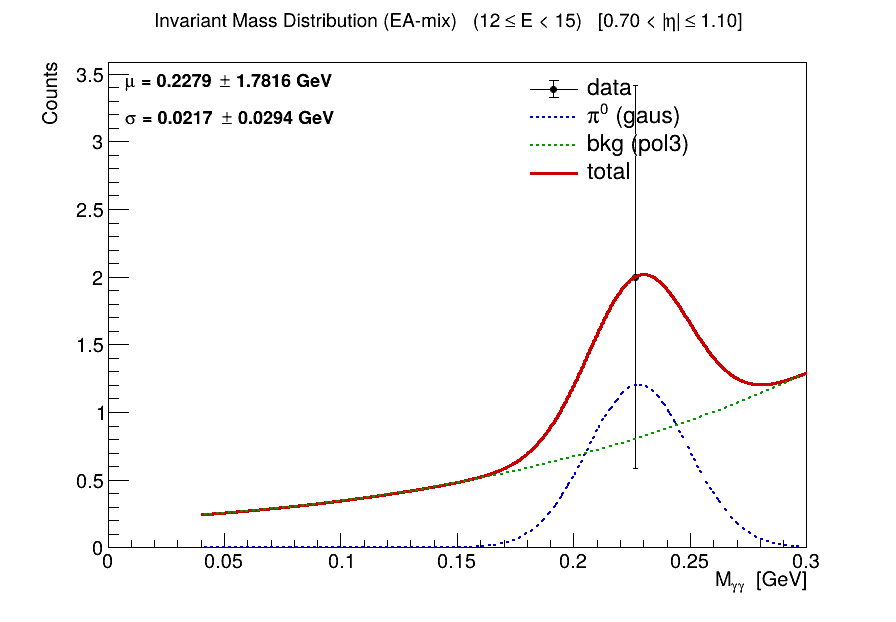 Invariant Mass Distribution (EA-mix) (12 ≤ E < 15) [0.70 < |η| ≤ 1.10]
Counts
3.5
3
2.5
2
1.5
1
0.5
0
μ = 0.2279 ± 1.7816 GeV
σ = 0.0217 ± 0.0294 GeV
data
π⁰ (gaus)
bkg (pol3)
total
0 0.05 0.1 0.15 0.2 0.25 0.3
Mγγ [GeV]